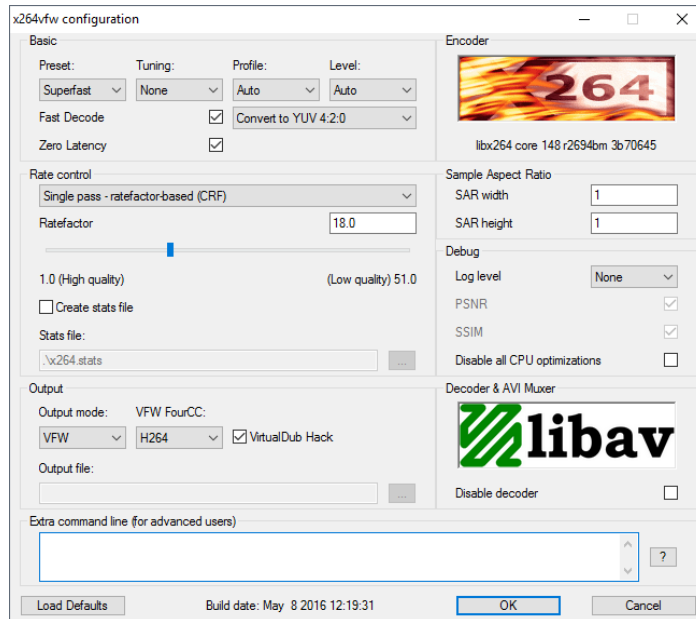 x264vfw configuration
Basic
Preset: Tuning: Profile: Level:
Superfast None Auto Auto
Fast Decode Convert to YUV 4:2:0
Zero Latency
Encoder
264
libx264 core 148 r2694bm 3b70645
Rate control
Single pass - ratefactor-based (CRF)
Ratefactor 18.0
1.0 (High quality) (Low quality) 51.0
Create stats file
Stats file:
.\x264.stats ...
Sample Aspect Ratio
SAR width 1
SAR height 1
Debug
Log level None
PSNR
SSIM
Disable all CPU optimizations
Output
Output mode: VFW FourCC:
VFW H264 VirtualDub Hack
Output file:
...
Decoder & AVI Muxer
libav
Disable decoder
Extra command line (for advanced users)
?
Load Defaults Build date: May 8 2016 12:19:31 OK Cancel